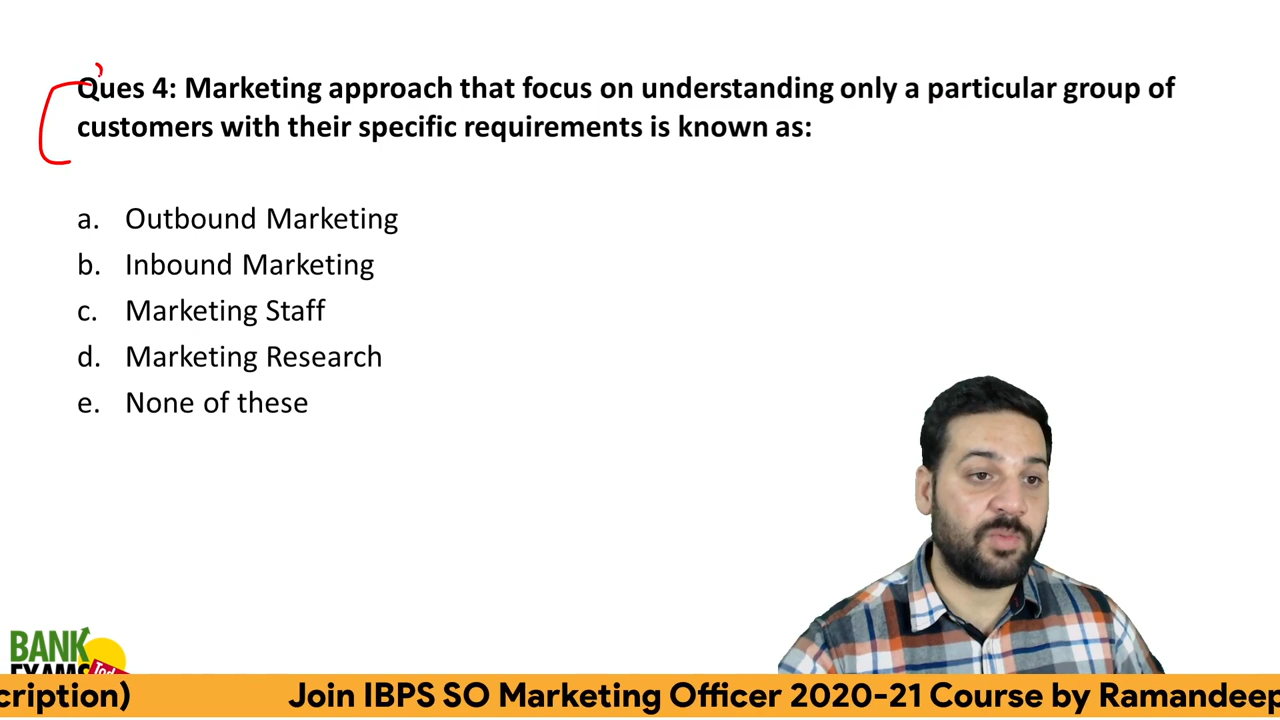 Ques 4: Marketing approach that focus on understanding only a particular group of
customers with their specific requirements is known as:
a. Outbound Marketing
b. Inbound Marketing
c. Marketing Staff
d. Marketing Research
e. None of these
BANK
EXAMS Tod
cription) Join IBPS SO Marketing Officer 2020-21 Course by Ramandeep